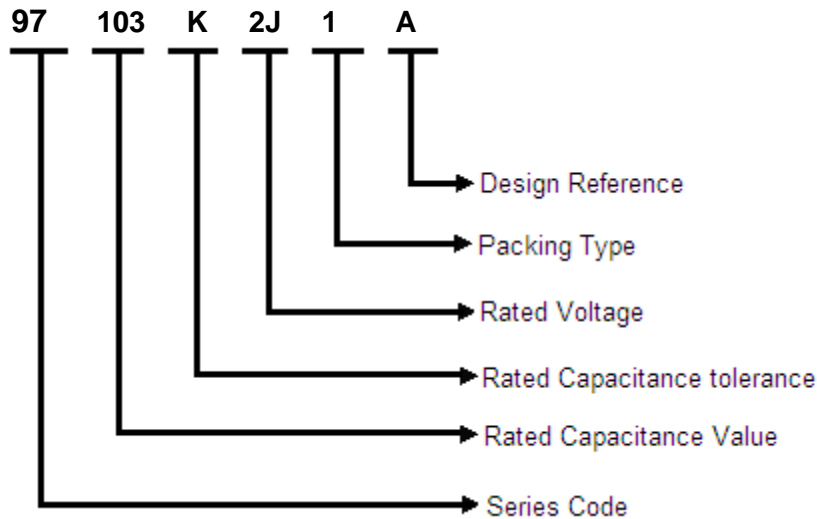 97 103 K 2J 1 A
Design Reference
Packing Type
Rated Voltage
Rated Capacitance tolerance
Rated Capacitance Value
Series Code